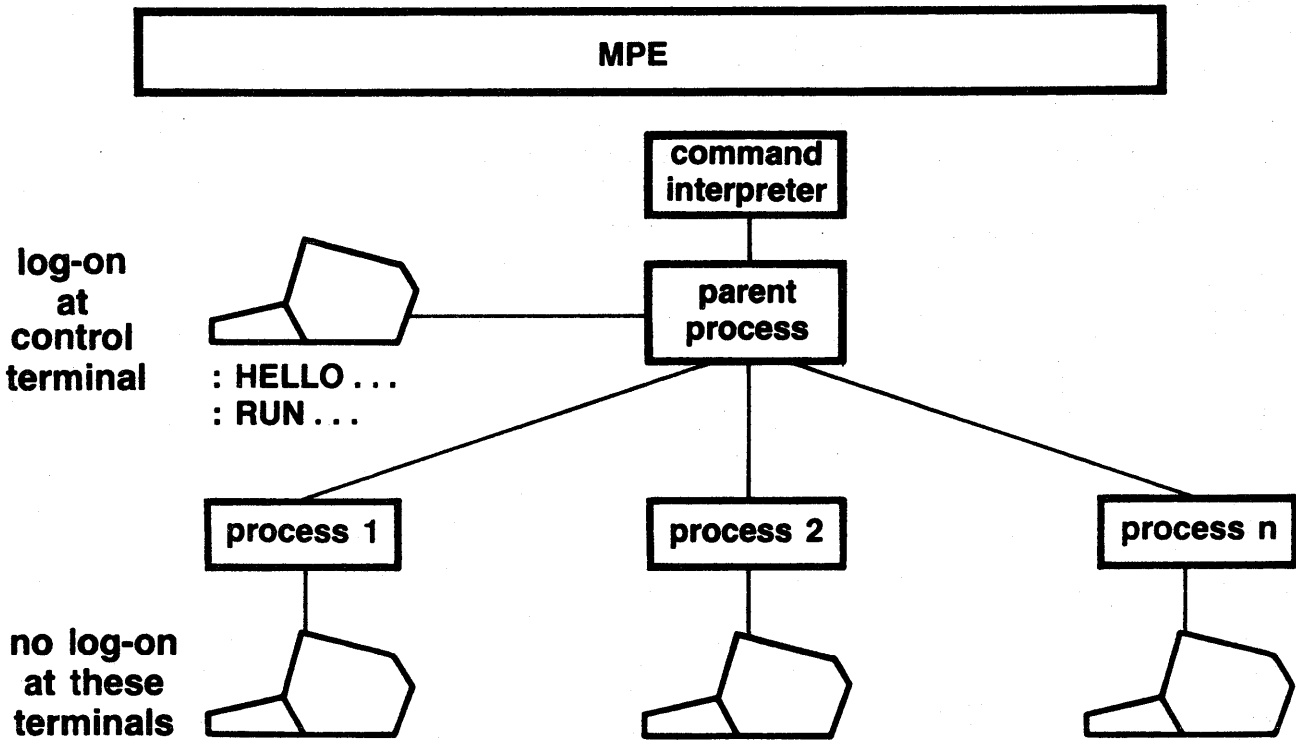 MPE
command
interpreter
log-on
at
control
terminal
parent
process
: HELLO . . .
: RUN . . .
process 1
process 2
process n
no log-on
at these
terminals